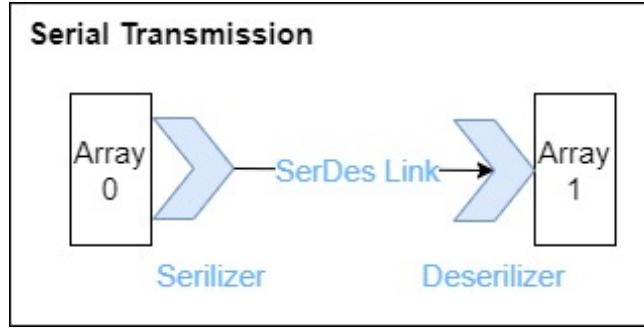 Serial Transmission
Array
0
SerDes Link
Array
1
Serilizer
Deserilizer